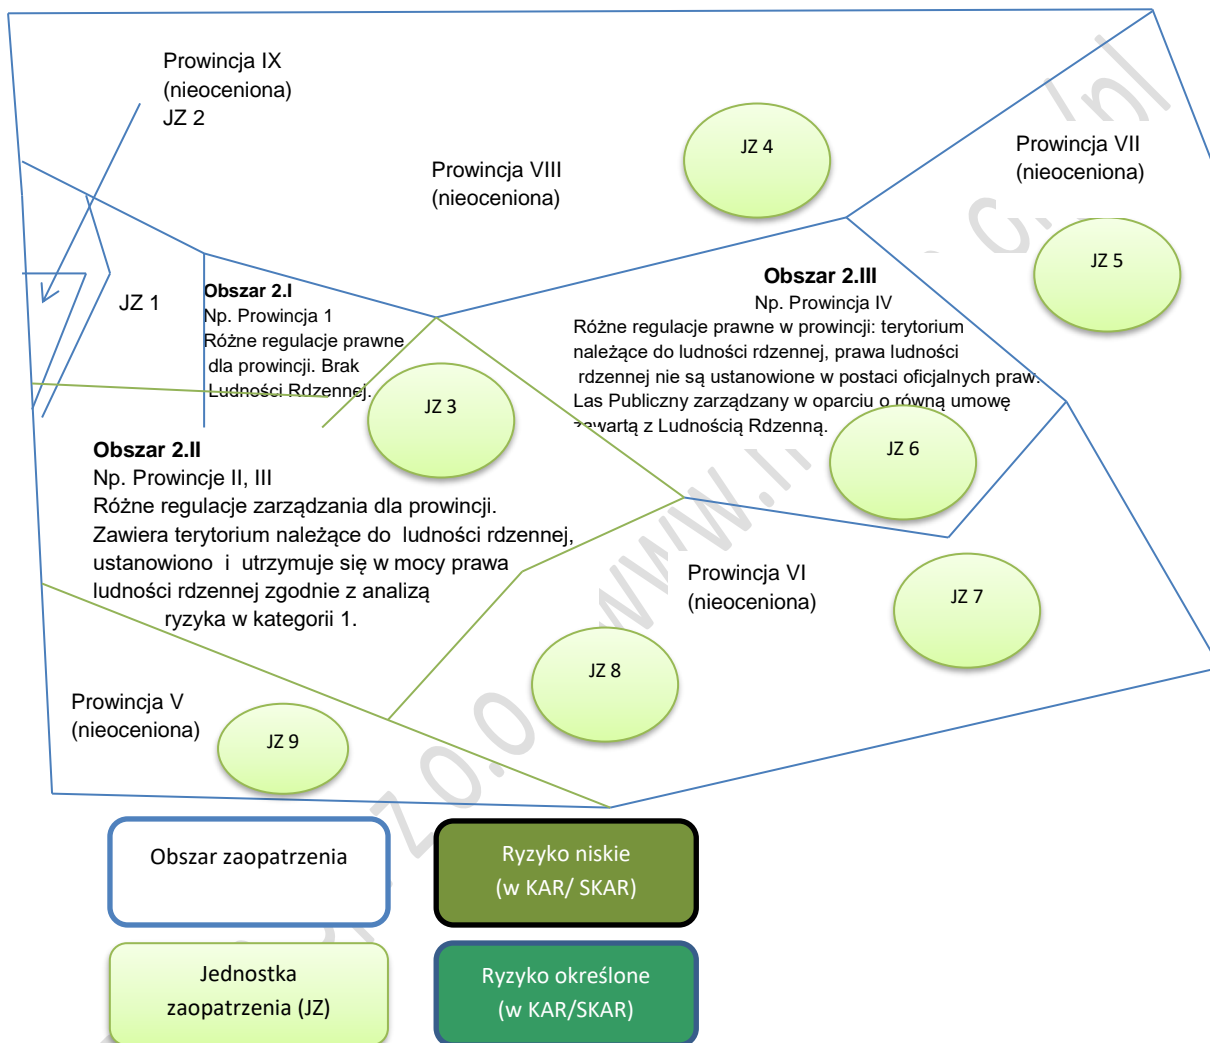 Prowincja IX
(nieoceniona)
JZ 2
Prowincja VIII
(nieoceniona)
JZ 4
Prowincja VII
(nieoceniona)
JZ 5
JZ 1
Obszar 2.I
Np. Prowincja 1
Różne regulacje prawne
dla prowincji. Brak
Ludności Rdzennej.
JZ 3
Obszar 2.III
Np. Prowincja IV
Różne regulacje prawne w prowincji: terytorium
należące do ludności rdzennej, prawa ludności
rdzennej nie są ustanowione w postaci oficjalnych praw.
Las Publiczny zarządzany w oparciu o równą umowę
zawartą z Ludnością Rdzenną.
JZ 6
Obszar 2.II
Np. Prowincje II, III
Różne regulacje zarządzania dla prowincji.
Zawiera terytorium należące do ludności rdzennej,
ustanowiono i utrzymuje się w mocy prawa
ludności rdzennej zgodnie z analizą
ryzyka w kategorii 1.
Prowincja VI
(nieoceniona)
JZ 7
JZ 8
Prowincja V
(nieoceniona)
JZ 9
Obszar zaopatrzenia
Ryzyko niskie
(w KAR/ SKAR)
Jednostka
zaopatrzenia (JZ)
Ryzyko określone
(w KAR/SKAR)
z o.o